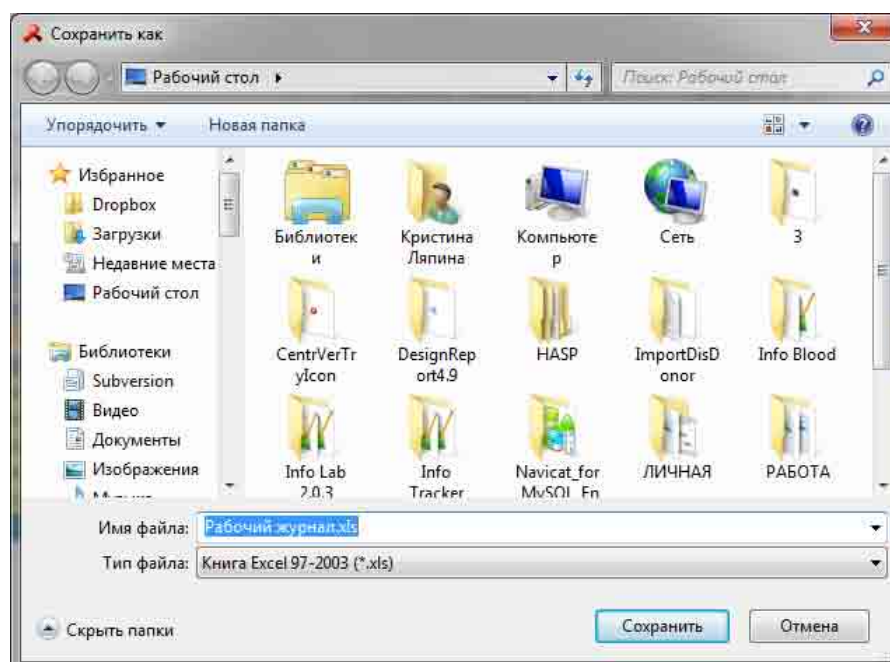 Сохранить как
Рабочий стол
Поиск: Рабочий стол
Упорядочить
Новая папка
Избранное
Dropbox
Загрузки
Недавние места
Рабочий стол
Библиотеки
Subversion
Видео
Документы
Изображения
Музыка
Библиотек
и
Кристина
Ляпина
Компьюте
р
Сеть
3
CentrVerTr
yIcon
DesignRep
ort4.9
HASP
ImportDisD
onor
Info Blood
Info Lab
2.0.3
Info
Tracker
Navicat_for
MySQL_En
ЛИЧНАЯ
РАБОТА
Имя файла: Рабочий журнал.xls
Тип файла: Книга Excel 97-2003 (*.xls)
Скрыть папки
Сохранить
Отмена